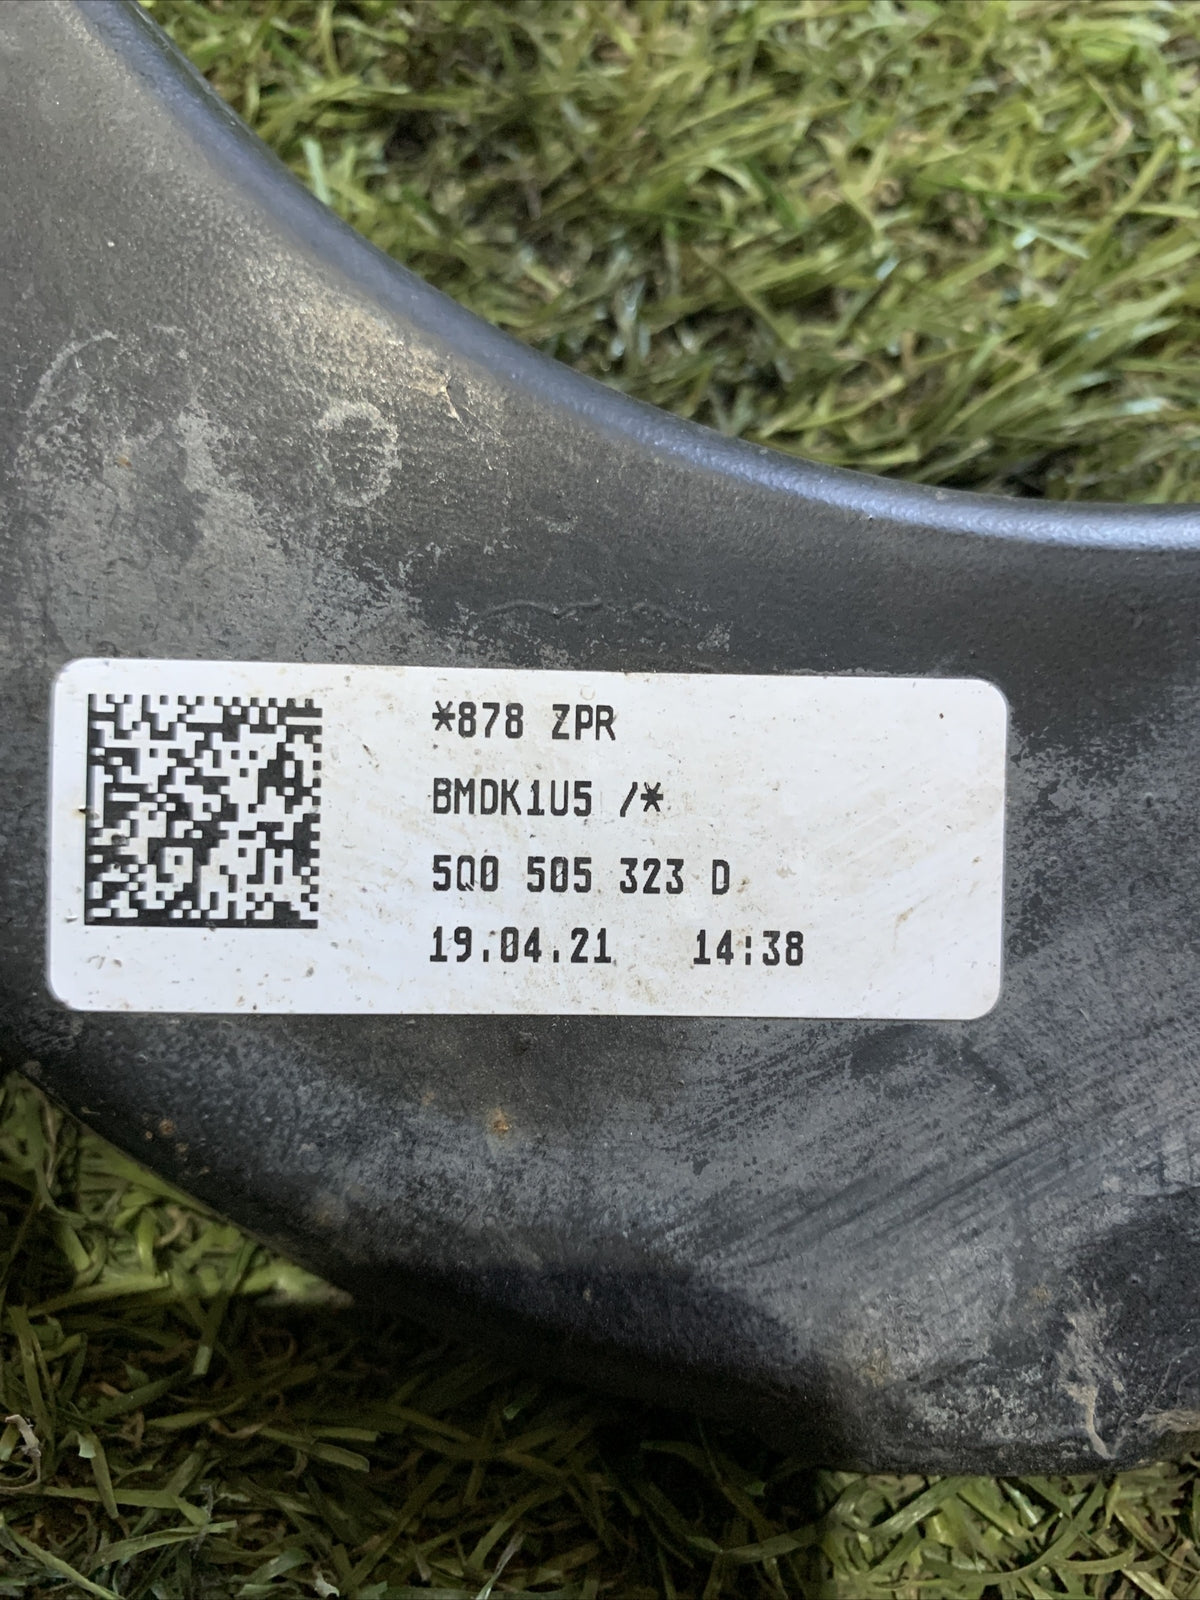 *878 ZPR
BMDK1U5 /*
5Q0 505 323 D
19.04.21 14:38